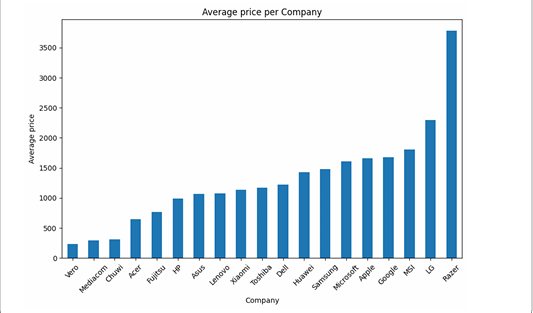 Average price per Company
Average price
3500
3000
2500
2000
1500
1000
500
0
Vero
Mediacom
Chuwi
Acer
Fujitsu
HP
Asus
Lenovo
Xiaomi
Toshiba
Dell
Huawei
Samsung
Microsoft
Apple
Google
MSI
LG
Razer
Company